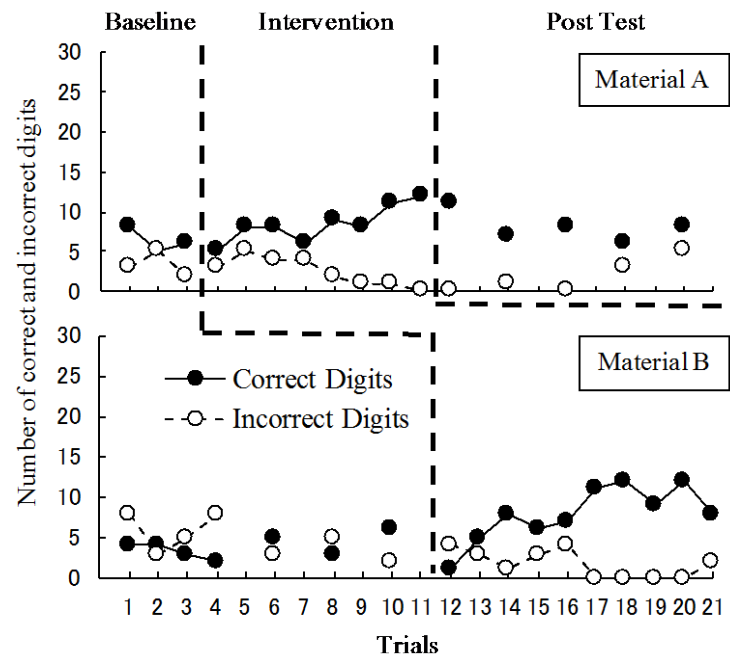 Baseline Intervention Post Test
30
25
20
15
10
5
0
Material A
Number of correct and incorrect digits
30
25
20
15
10
5
0
Material B
Correct Digits
Incorrect Digits
1 2 3 4 5 6 7 8 9 10 11 12 13 14 15 16 17 18 19 20 21
Trials